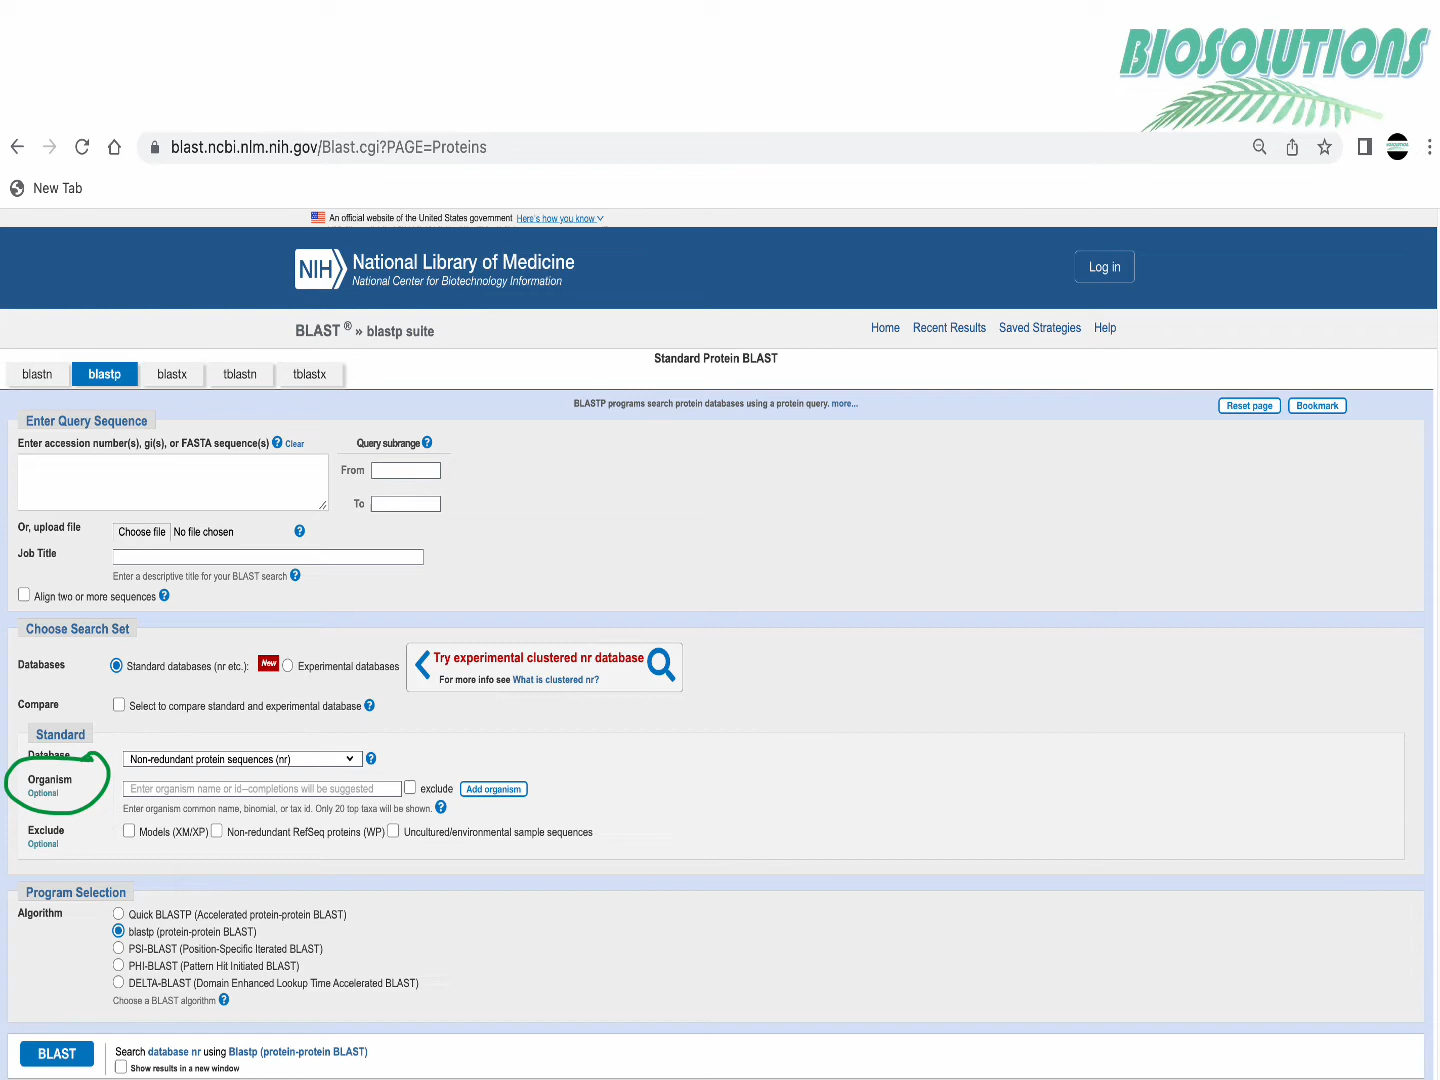 BIOSOLUTIONS
blast.ncbi.nlm.nih.gov/Blast.cgi?PAGE=Proteins
New Tab
An official website of the United States government Here's how you know
NIH National Library of Medicine
National Center for Biotechnology Information
Log in
BLAST ® » blastp suite
Home Recent Results Saved Strategies Help
Standard Protein BLAST
blastn blastp blastx tblastn tblastx
BLASTP programs search protein databases using a protein query. more...
Reset page Bookmark
Enter Query Sequence
Enter accession number(s), gi(s), or FASTA sequence(s) ? Clear Query subrange ?
From
To
Or, upload file Choose file No file chosen ?
Job Title
Enter a descriptive title for your BLAST search ?
Align two or more sequences ?
Choose Search Set
Databases Standard databases (nr etc.): New Experimental databases
Try experimental clustered nr database
For more info see What is clustered nr?
Compare Select to compare standard and experimental database ?
Standard
Database Non-redundant protein sequences (nr) ?
Organism
Optional
Enter organism name or id--completions will be suggested exclude Add organism
Enter organism common name, binomial, or tax id. Only 20 top taxa will be shown. ?
Exclude
Optional
Models (XM/XP) Non-redundant RefSeq proteins (WP) Uncultured/environmental sample sequences
Program Selection
Algorithm
Quick BLASTP (Accelerated protein-protein BLAST)
blastp (protein-protein BLAST)
PSI-BLAST (Position-Specific Iterated BLAST)
PHI-BLAST (Pattern Hit Initiated BLAST)
DELTA-BLAST (Domain Enhanced Lookup Time Accelerated BLAST)
Choose a BLAST algorithm ?
BLAST Search database nr using Blastp (protein-protein BLAST)
Show results in a new window